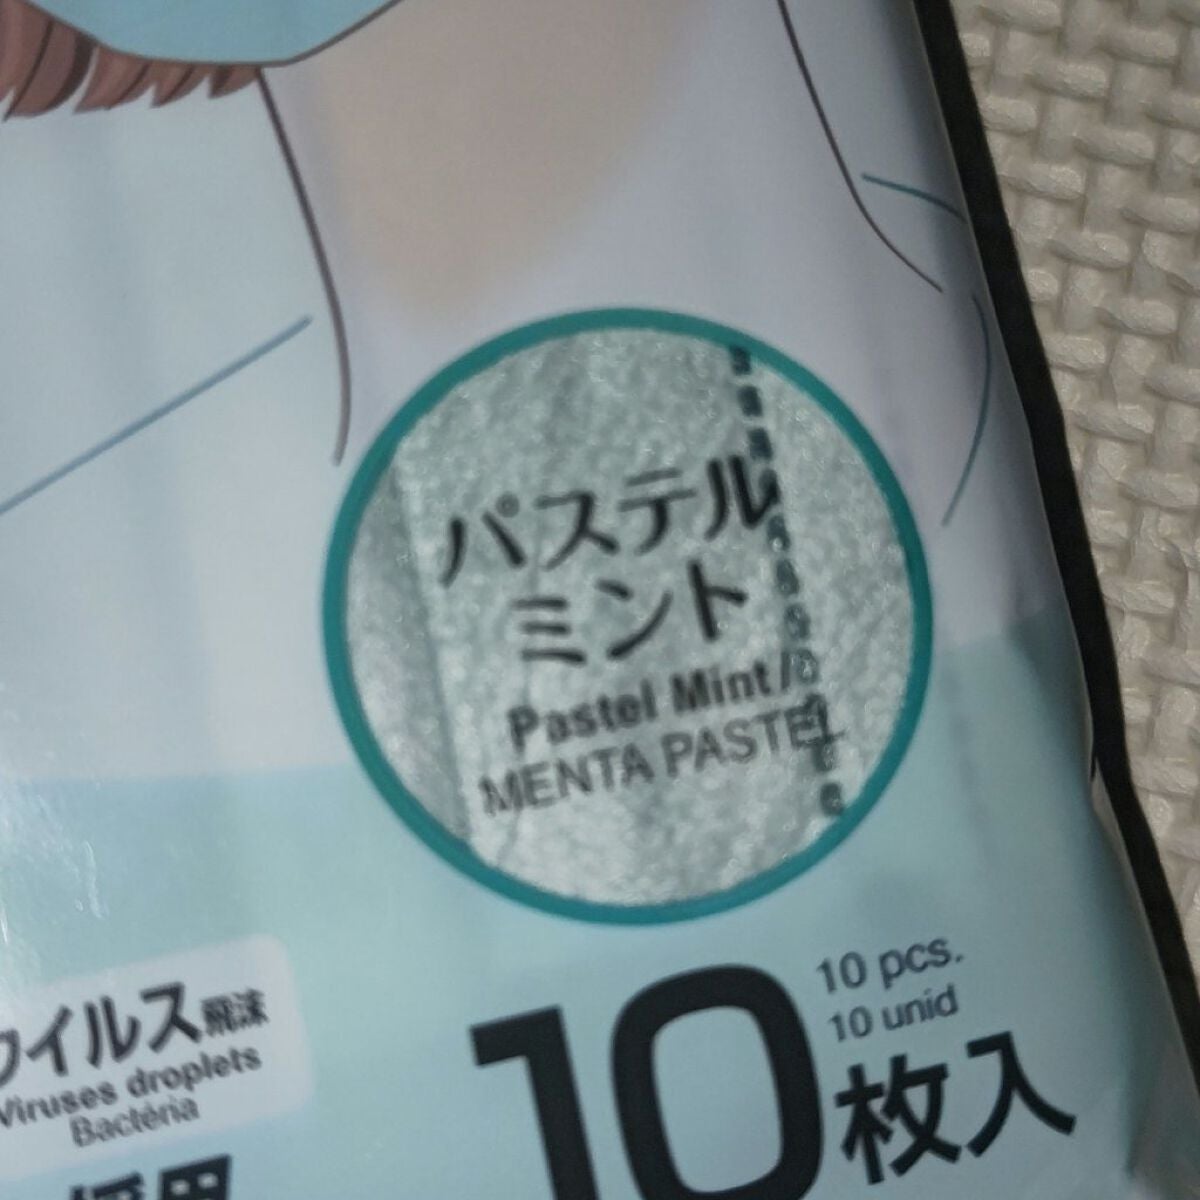 パステル
ミント
Pastel Mint/
MENTA PASTEL
ウイルス飛沫
Viruses droplets
Bactéria
10
10 pcs.
10 unid
枚入